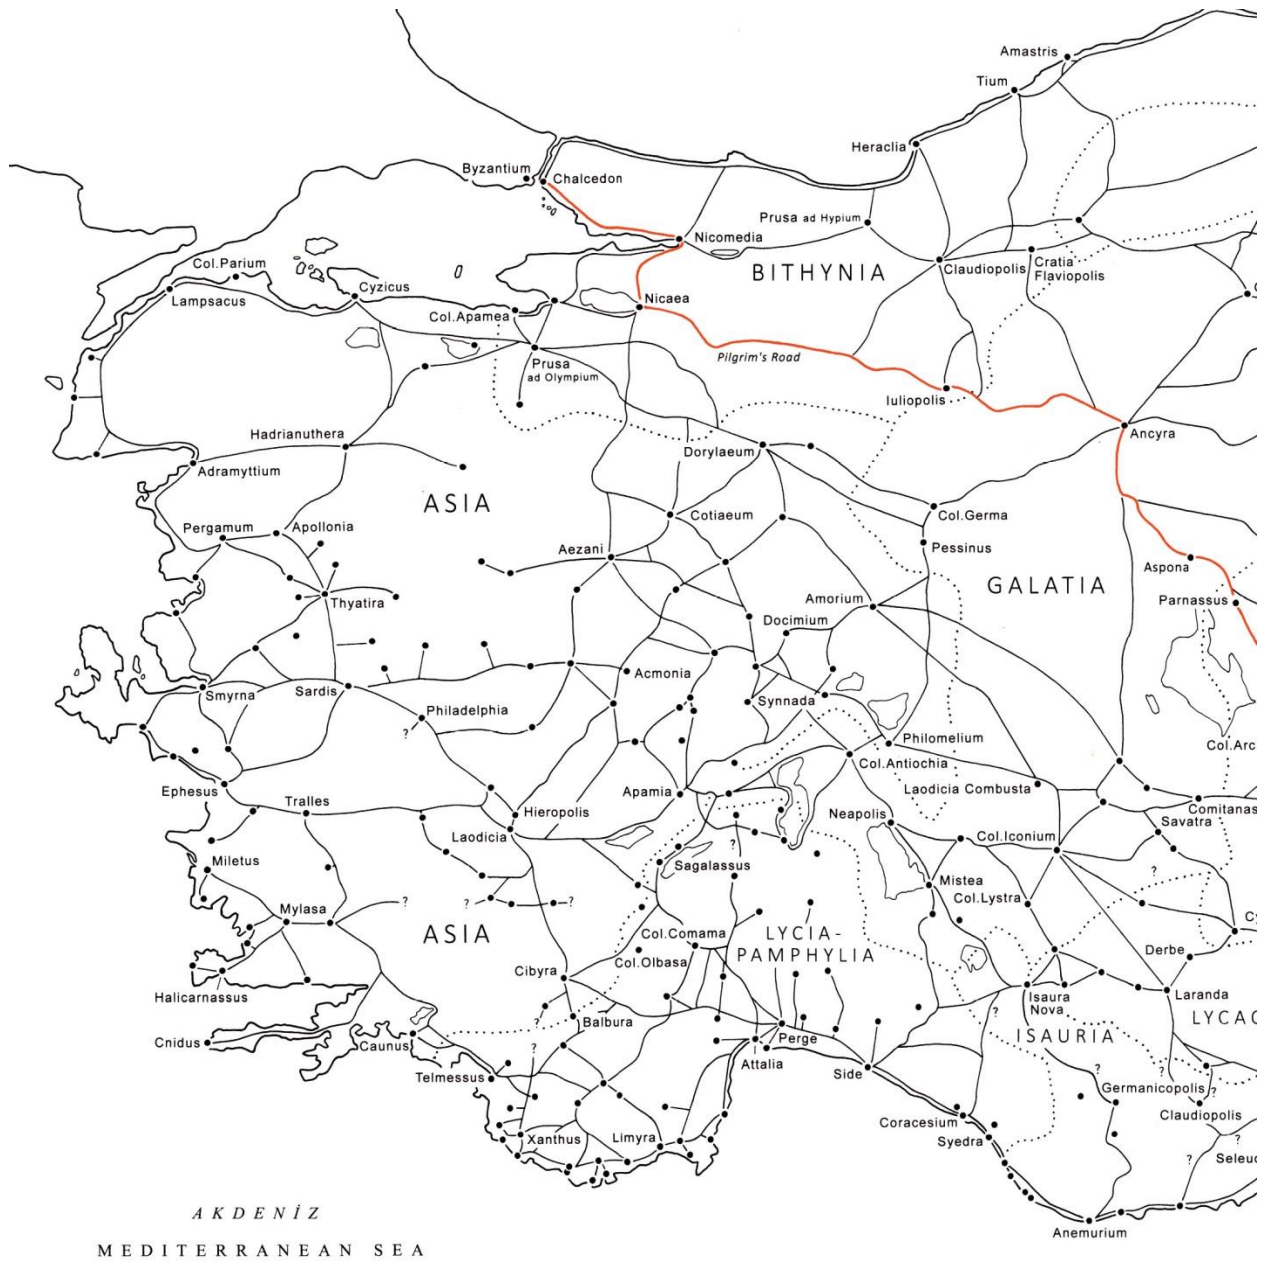 Amastris
Tium
Heraclia
Byzantium
Chalcedon
Prusa ad Hypium
Nicomedia
BITHYNIA
Claudiopolis
Cratia
Flaviopolis
Col.Parium
Lampsacus
Cyzicus
Col.Apamea
Nicaea
Prusa
ad Olympium
Pilgrim's Road
Iuliopolis
Ancyra
Hadrianuthera
Adramyttium
Dorylaeum
ASIA
Cotiaeum
Col.Germa
Pergamum
Apollonia
Aezani
Pessinus
Aspona
GALATIA
Thyatira
Amorium
Parnassus
Docimium
Acmonia
Smyrna
Sardis
Synnada
Philadelphia
?
Philomelium
Col.Arc
Col.Antiochia
Ephesus
Tralles
Hieropolis
Apamia
Laodicia Combusta
Comitanas
Neapolis
Savatra
Laodicia
Col.Iconium
?
Miletus
Sagalassus
?
Mistea
Col.Lystra
Mylasa
?
?
?
ASIA
Col.Comama
LYCIA-
PAMPHYLIA
Cy
Derbe
Col.Olbasa
Cibyra
Halicarnassus
Isaura
Nova
Laranda
?
?
Balbura
LYCAO
Cnidus
Caunus
?
Perge
ISAURIA
Attalia
Side
?
?
Telmessus
Germanicopolis
?
Coracesium
Claudiopolis
Syedra
Xanthus
Limyra
?
?
Seleuc
AKDENİZ
Anemurium
MEDITERRANEAN SEA